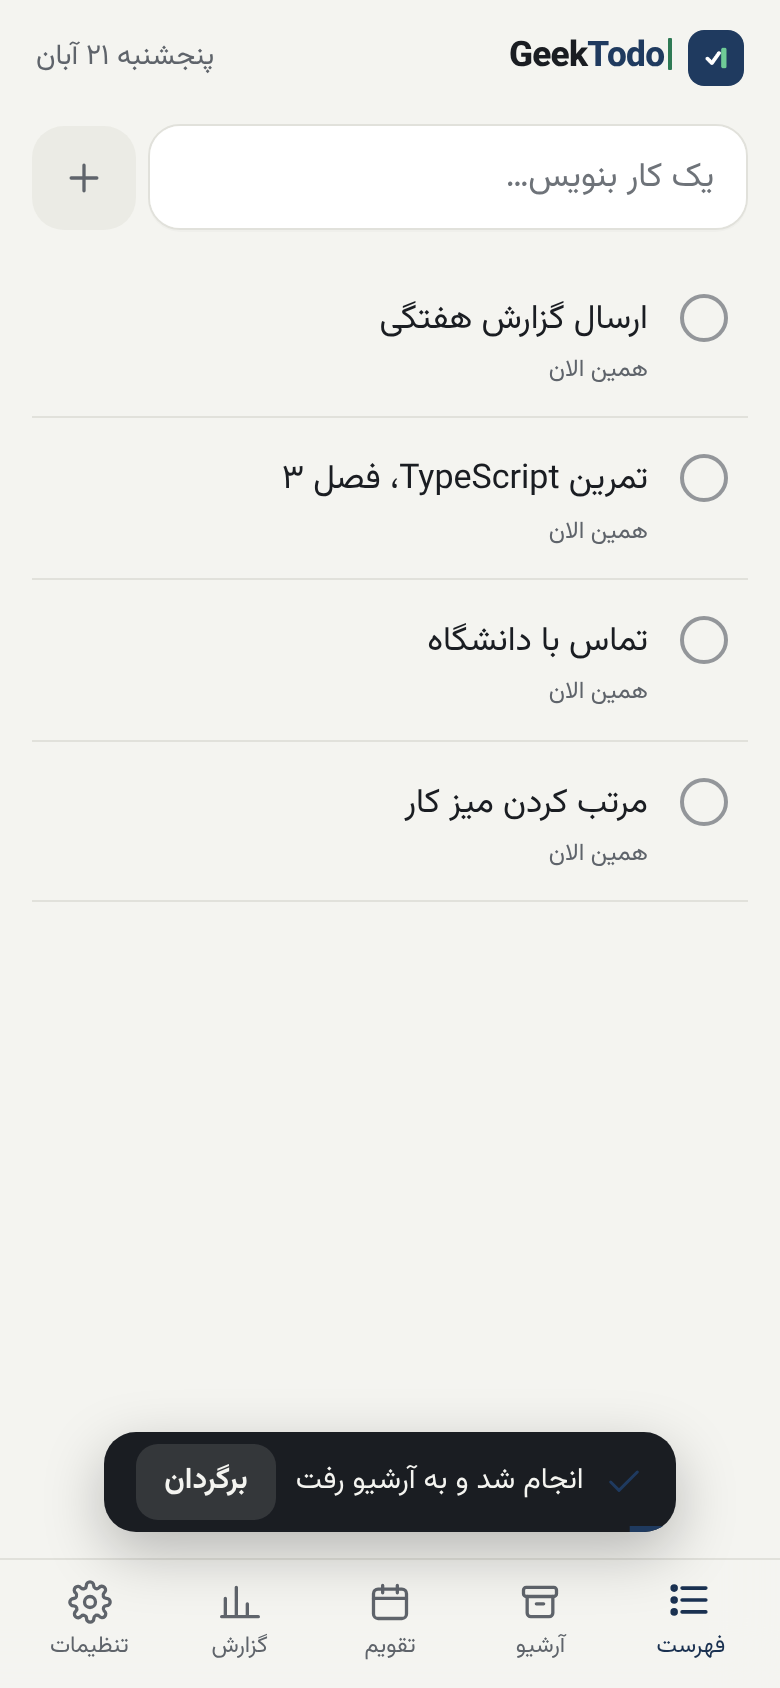 GeekTodo
پنجشنبه ۲۱ آبان
یک کار بنویس...
ارسال گزارش هفتگی
همین الان
تمرین TypeScript، فصل ۳
همین الان
تماس با دانشگاه
همین الان
مرتب کردن میز کار
همین الان
انجام شد و به آرشیو رفت
برگردان
فهرست
آرشیو
تقویم
گزارش
تنظیمات